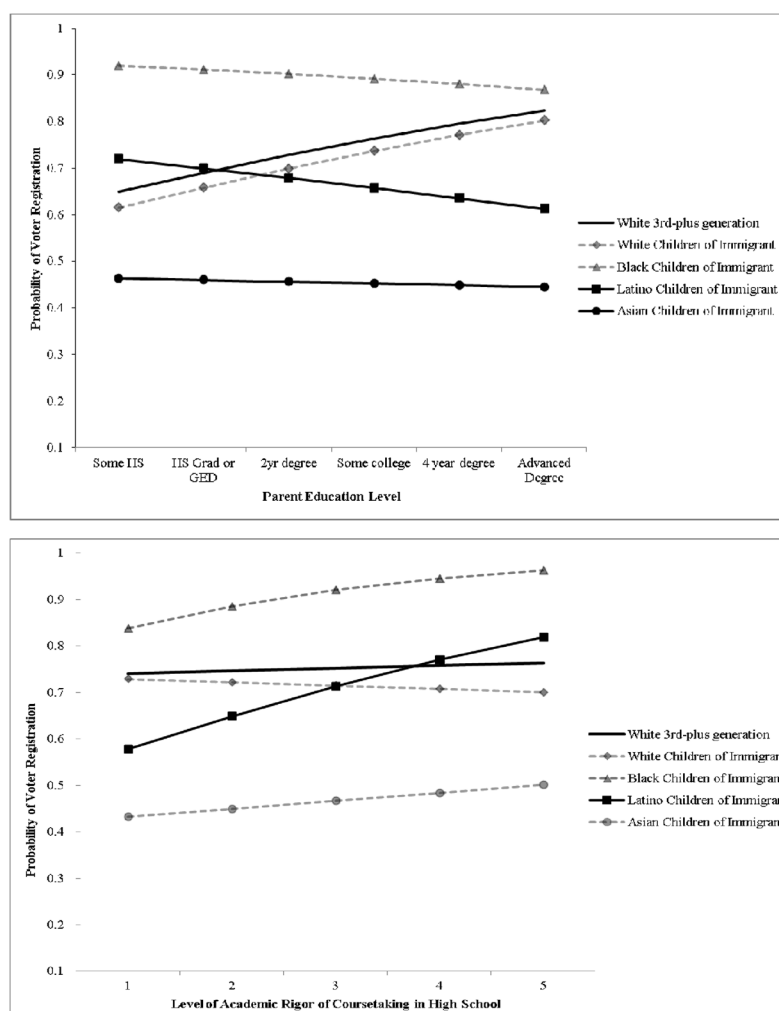 1
0.9
0.8
0.7
0.6
0.5
0.4
0.3
0.2
0.1
Probability of Voter Registration
Some HS
HS Grad or GED
2yr degree
Some college
4 year degree
Advanced Degree
Parent Education Level
White 3rd-plus generation
White Children of Immigrant
Black Children of Immigrant
Latino Children of Immigrant
Asian Children of Immigrant
1
0.9
0.8
0.7
0.6
0.5
0.4
0.3
0.2
0.1
Probability of Voter Registration
1
2
3
4
5
Level of Academic Rigor of Coursetaking in High School
White 3rd-plus generation
White Children of Immigrant
Black Children of Immigrant
Latino Children of Immigrant
Asian Children of Immigrant